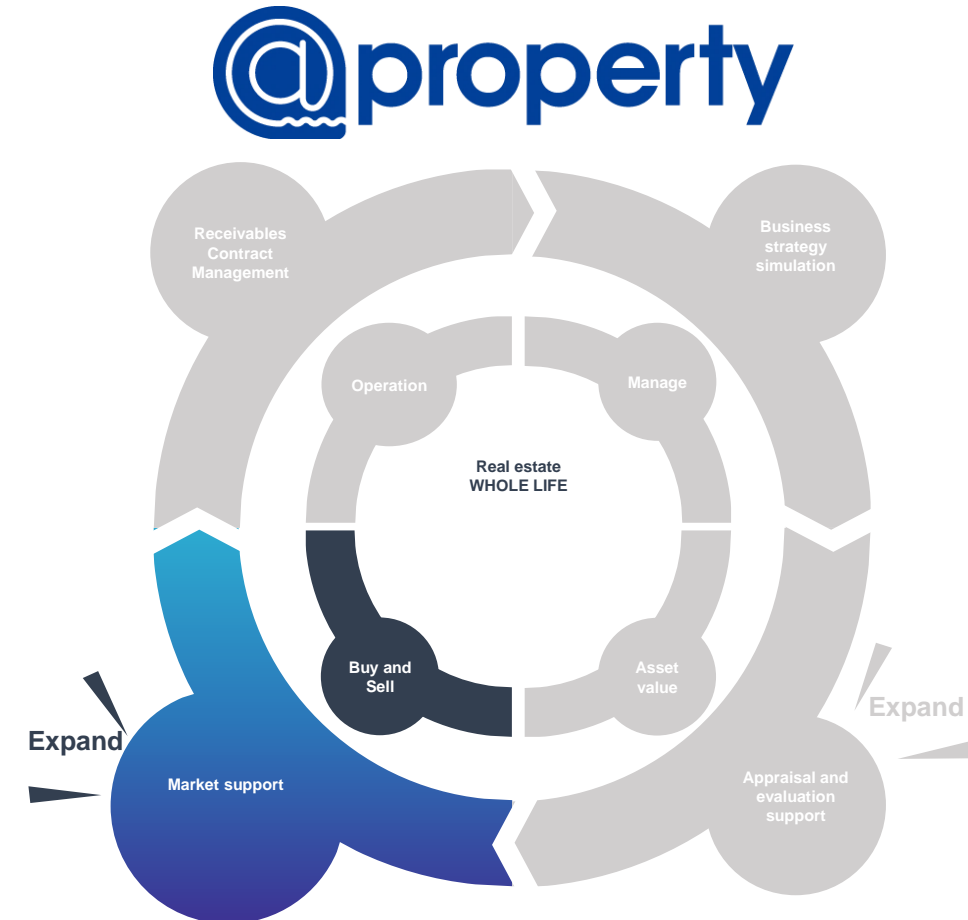 @property
Receivables
Contract
Management
Business
strategy
simulation
Operation
Manage
Real estate
WHOLE LIFE
Buy and
Sell
Asset
value
Expand
Expand
Market support
Appraisal and
evaluation
support